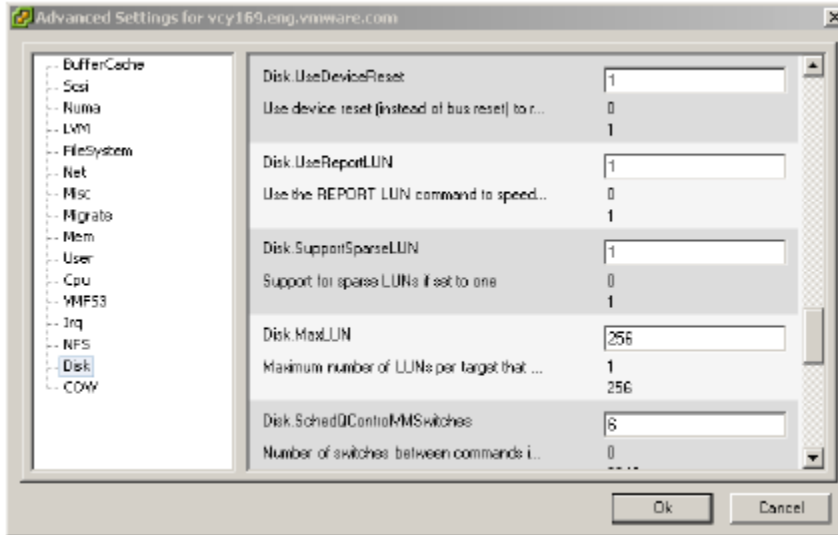 Advanced Settings for vcy169.eng.vmware.com
BufferCache
Scsi
Numa
LVM
FileSystem
Net
Misc
Migrate
Mem
User
Cpu
VMFS3
Irq
NFS
Disk
COW
Disk.UseDeviceReset
1
Use device reset (instead of bus reset) to r...
0
1
Disk.UseReportLUN
1
Use the REPORT LUN command to speed...
0
1
Disk.SupportSparseLUN
1
Support for sparse LUNs if set to one
0
1
Disk.MaxLUN
256
Maximum number of LUNs per target that ...
1
256
Disk.SchedQControlVMSwitches
6
Number of switches between commands i...
0
Ok
Cancel